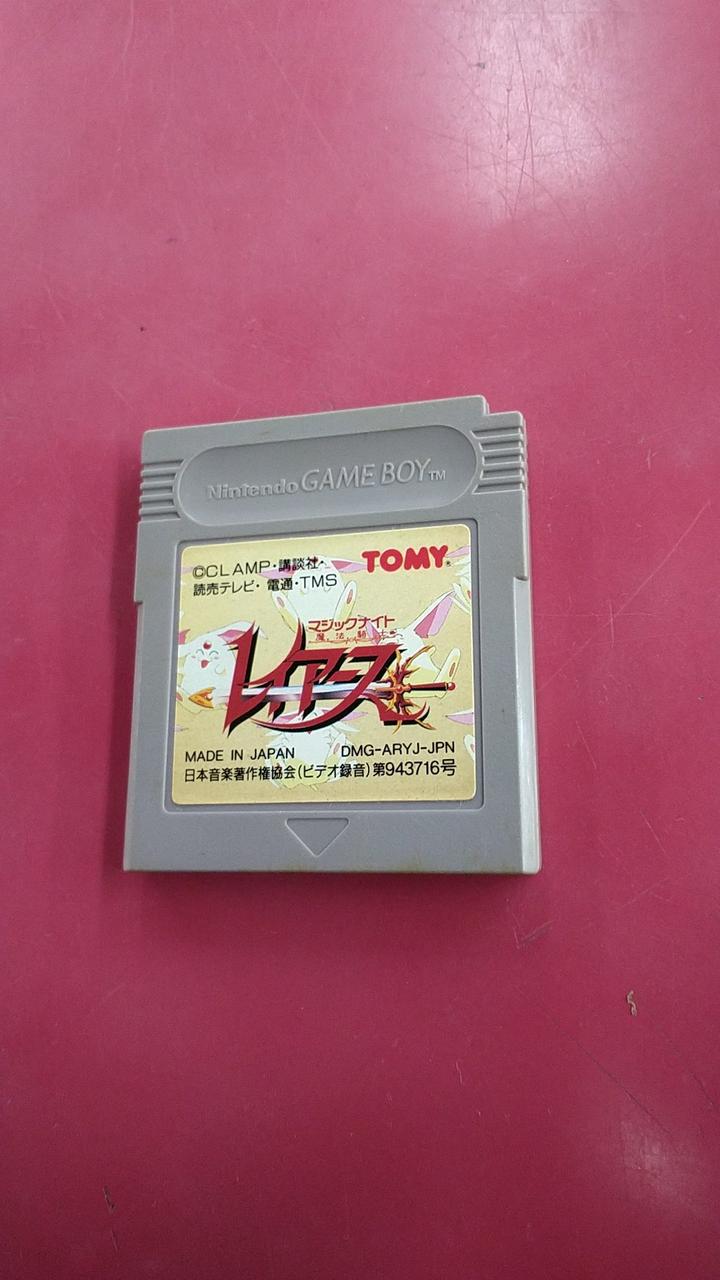 Nintendo GAME BOY™
©CLAMP・講談社・
読売テレビ・電通・TMS
TOMY®
マジックナイト
魔法騎士
レイアース
MADE IN JAPAN DMG-ARYJ-JPN
日本音楽著作権協会(ビデオ録音)第943716号